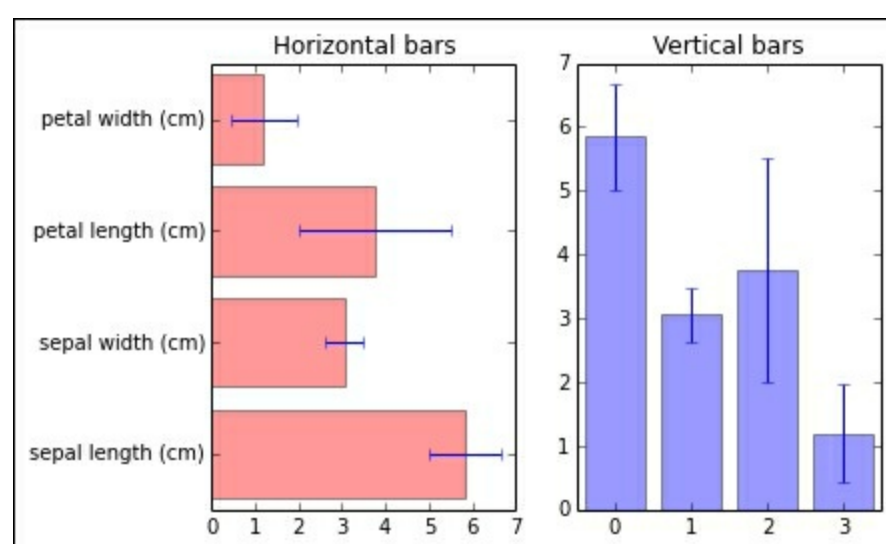 Horizontal bars
petal width (cm)
petal length (cm)
sepal width (cm)
sepal length (cm)
0 1 2 3 4 5 6 7
Vertical bars
7
6
5
4
3
2
1
0
0 1 2 3